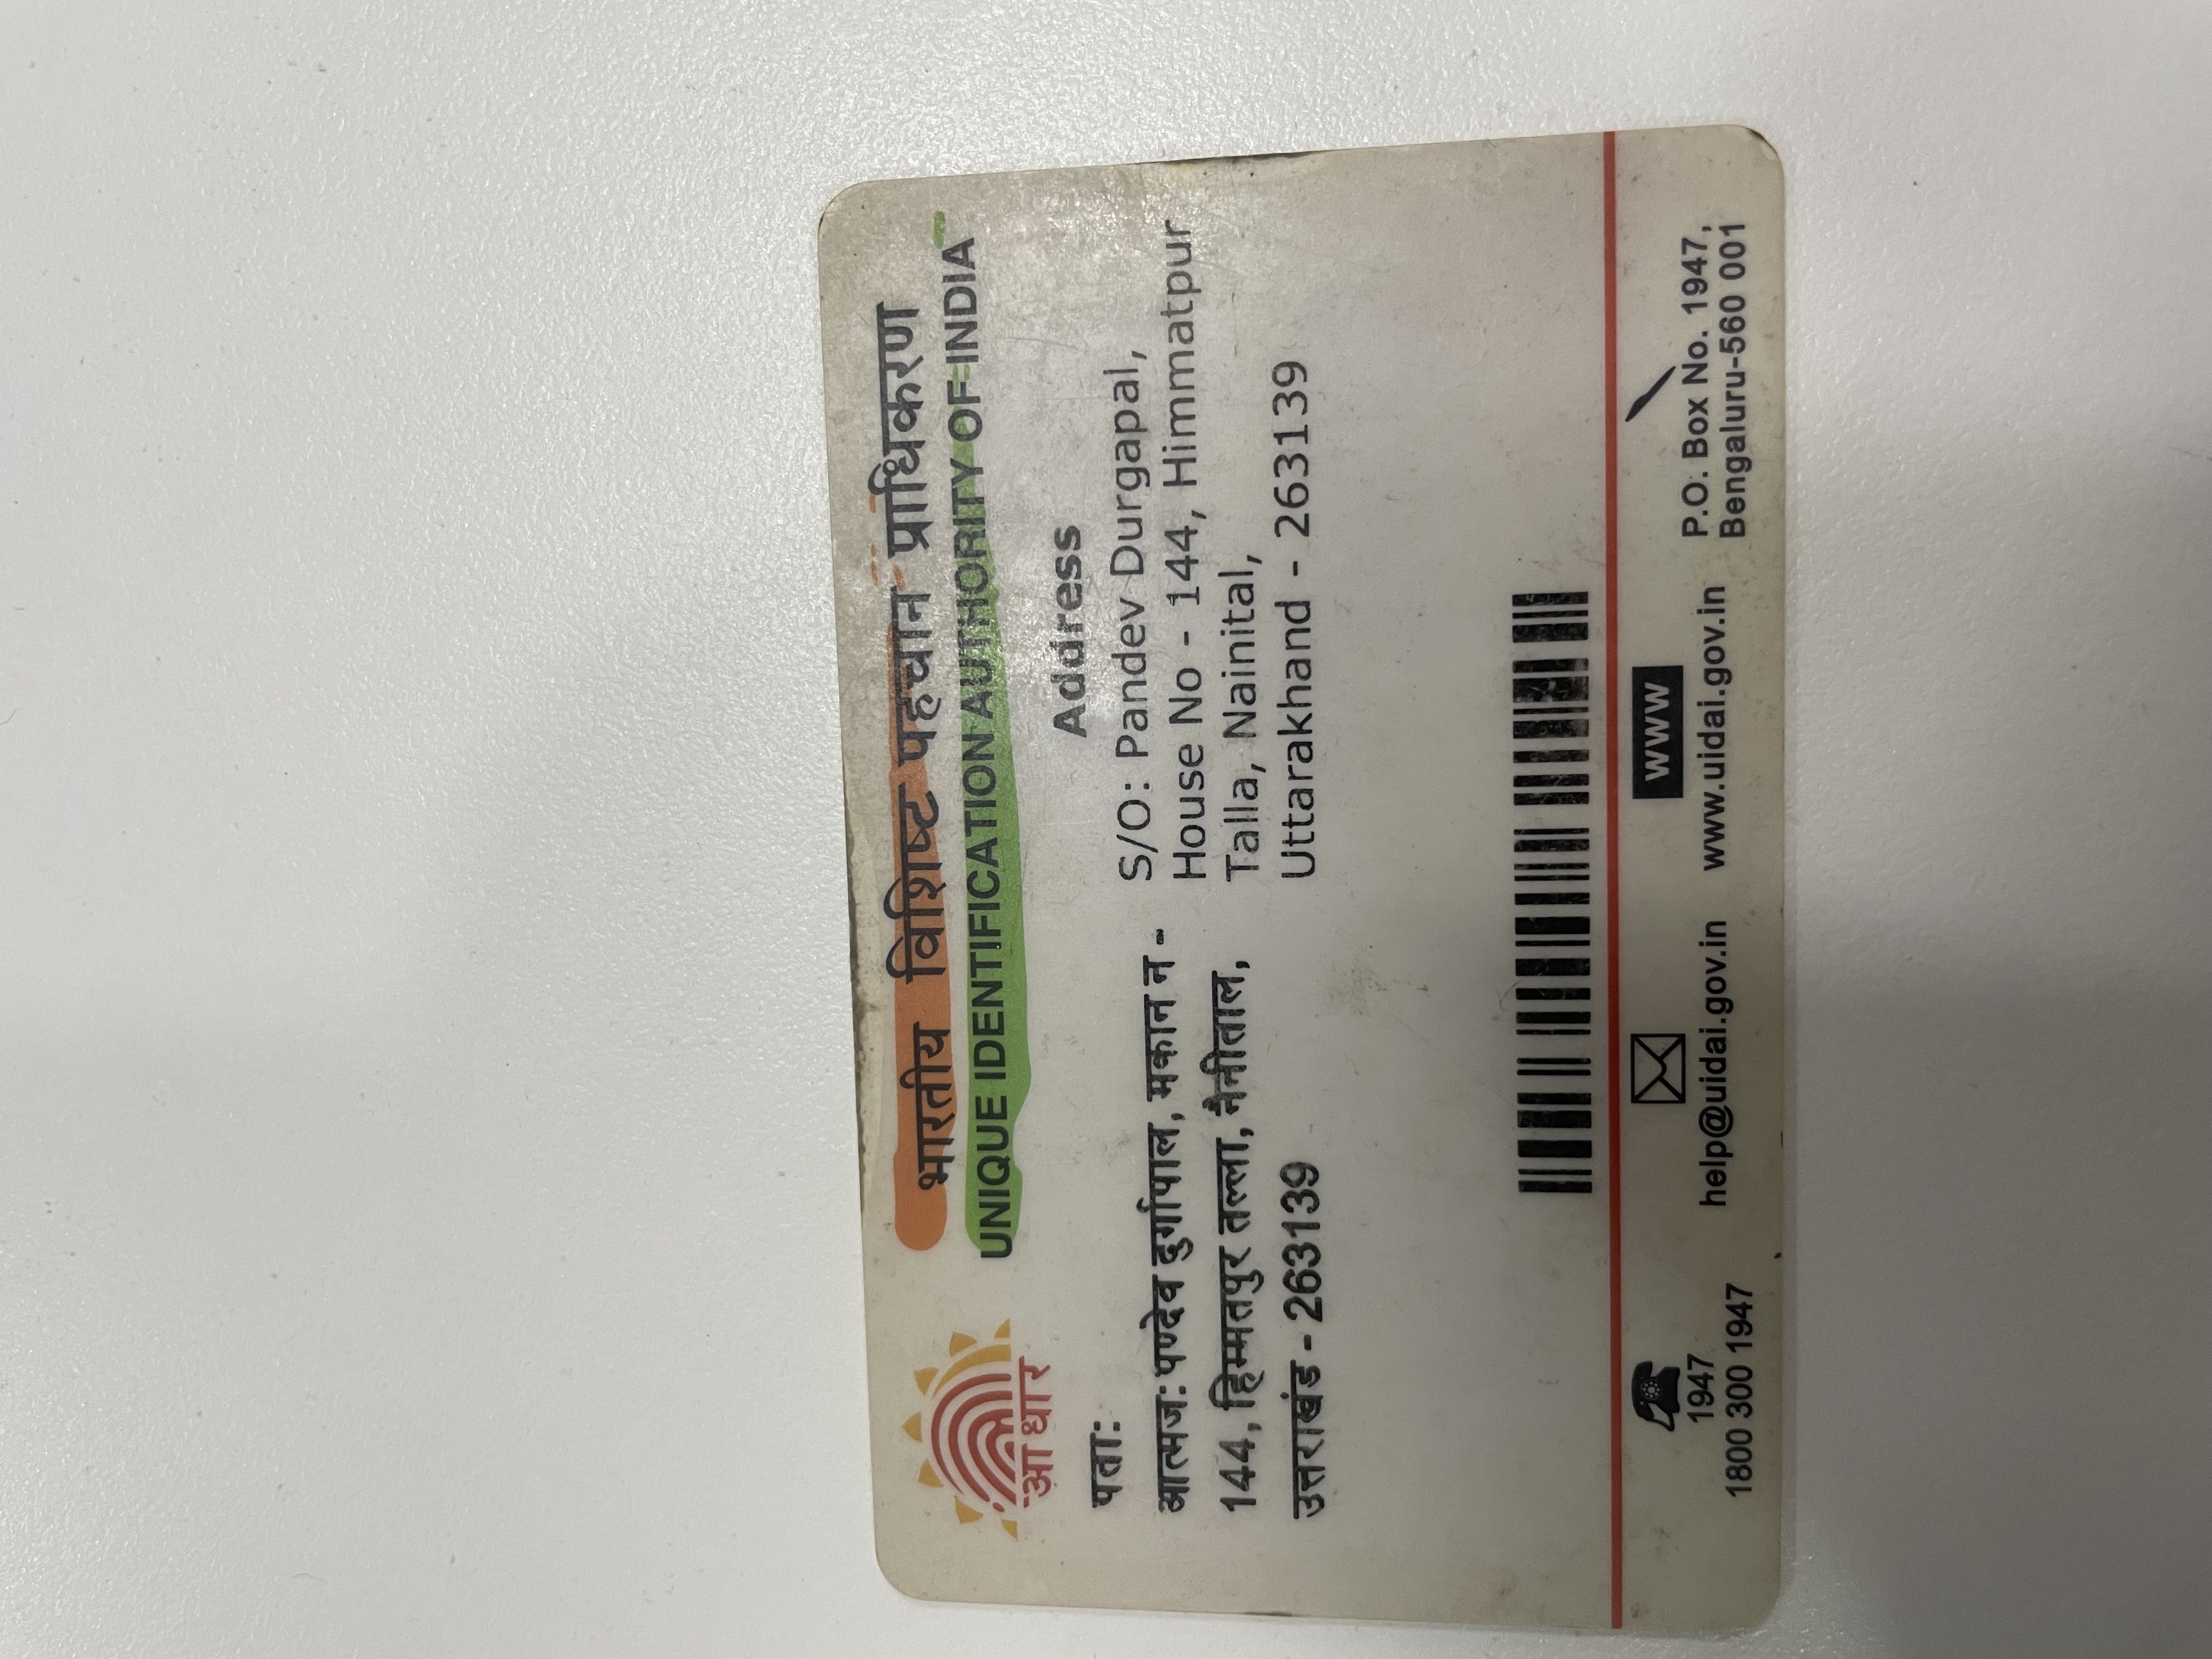 भारतीय विशिष्ट पहचान प्राधिकरण
UNIQUE IDENTIFICATION AUTHORITY OF INDIA
आधार
पता:
आत्मज: पण्देव दुर्गापाल, मकान न -
144, हिम्मतपुर तल्ला, नैनीताल,
उत्तराखंड - 263139
Address
S/O: Pandev Durgapal,
House No - 144, Himmatpur
Talla, Nainital,
Uttarakhand - 263139
1947
1800 300 1947
help@uidai.gov.in
WWW
www.uidai.gov.in
P.O. Box No. 1947,
Bengaluru-560 001